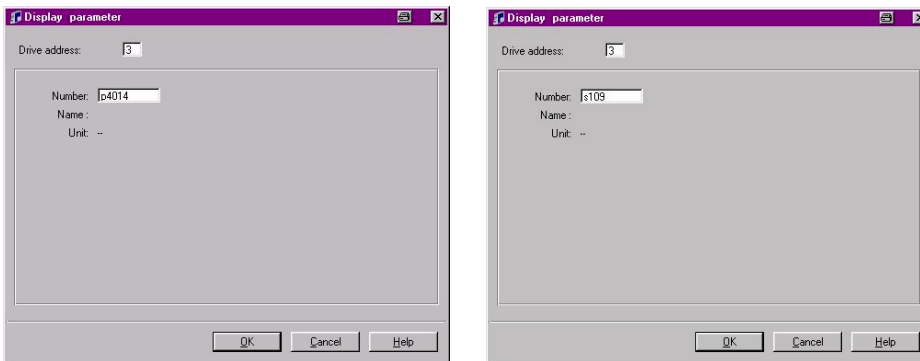 Display parameter
Drive address: 3
Number: p4014
Name :
Unit: --
OK Cancel Help
Display parameter
Drive address: 3
Number: s109
Name :
Unit: --
OK Cancel Help